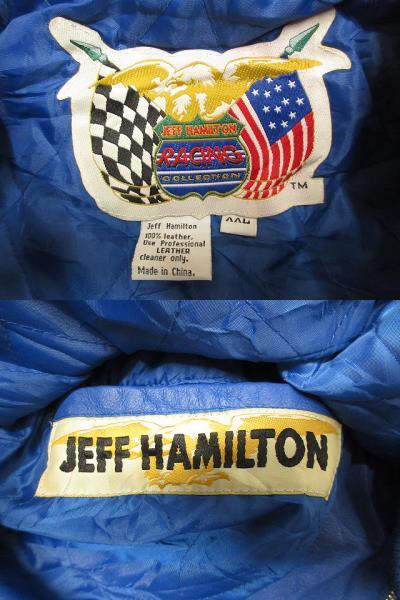 JEFF HAMILTON
RACING
COLLECTION
TM
XXL
Jeff Hamilton
100% leather.
Use Professional
LEATHER
cleaner only.
Made in China.
JEFF HAMILTON